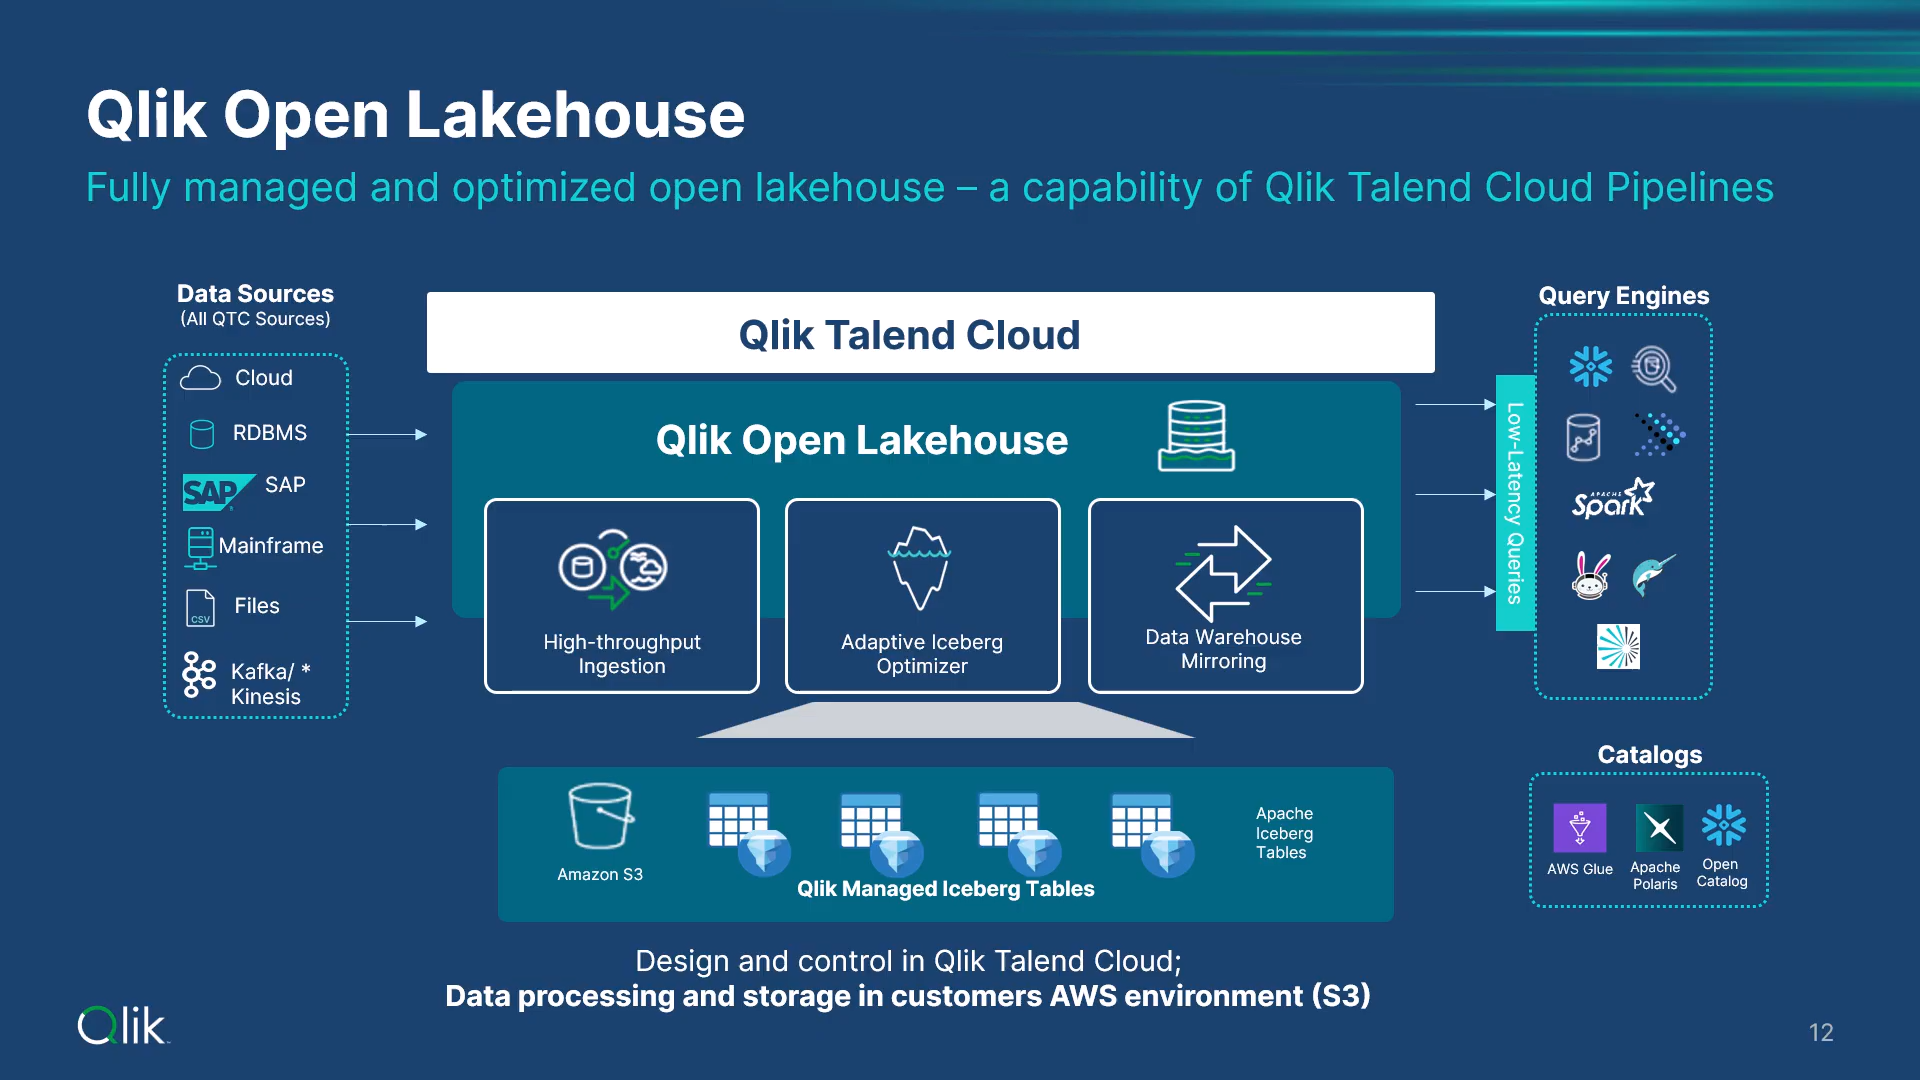 Qlik Open Lakehouse
Fully managed and optimized open lakehouse – a capability of Qlik Talend Cloud Pipelines
Data Sources
(All QTC Sources)
Cloud
RDBMS
SAP
SAP
Mainframe
CSV
Files
Kafka/ *
Kinesis
Qlik Talend Cloud
Qlik Open Lakehouse
High-throughput
Ingestion
Adaptive Iceberg
Optimizer
Data Warehouse
Mirroring
Low-Latency Queries
Query Engines
APACHE
Spark
Amazon S3
Qlik Managed Iceberg Tables
Apache
Iceberg
Tables
Catalogs
AWS Glue
Apache
Polaris
Open
Catalog
Design and control in Qlik Talend Cloud;
Data processing and storage in customers AWS environment (S3)
Qlik
12